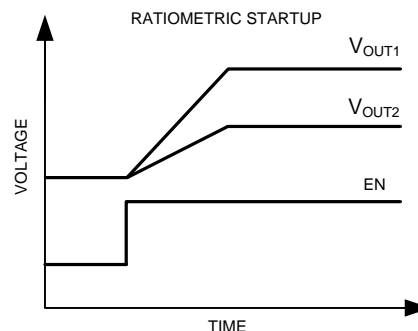 RATIOMETRIC STARTUP
VOUT1
VOUT2
EN
VOLTAGE
TIME